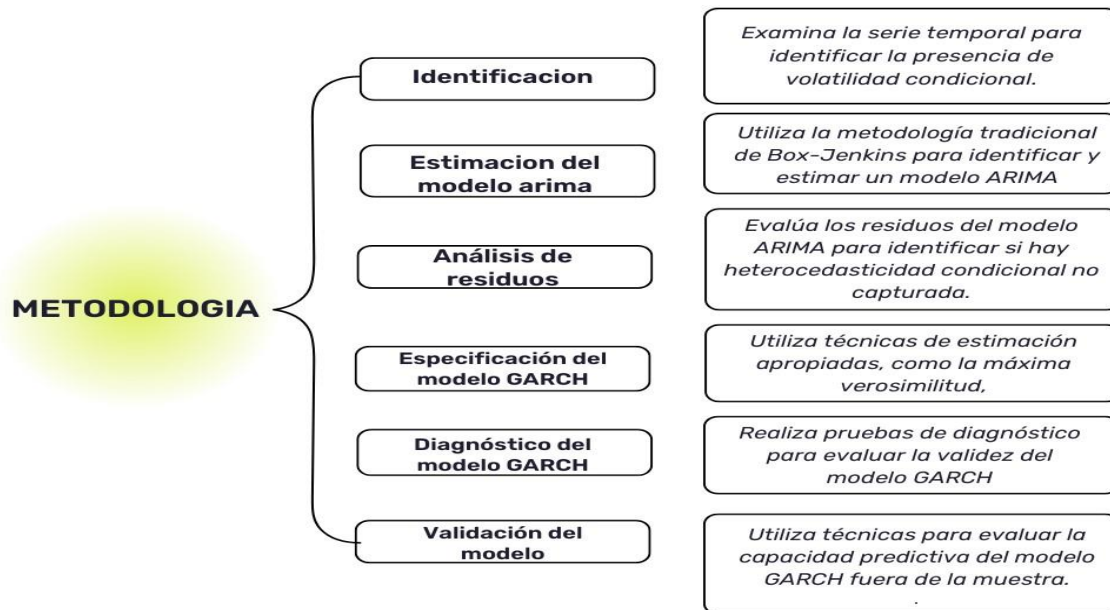 METODOLOGIA
Identificacion
Examina la serie temporal para
identificar la presencia de
volatilidad condicional.
Estimacion del
modelo arima
Utiliza la metodología tradicional
de Box-Jenkins para identificar y
estimar un modelo ARIMA
Análisis de
residuos
Evalúa los residuos del modelo
ARIMA para identificar si hay
heterocedasticidad condicional no
capturada.
Especificación del
modelo GARCH
Utiliza técnicas de estimación
apropiadas, como la máxima
verosimilitud,
Diagnóstico del
modelo GARCH
Realiza pruebas de diagnóstico
para evaluar la validez del
modelo GARCH
Validación del
modelo
Utiliza técnicas para evaluar la
capacidad predictiva del modelo
GARCH fuera de la muestra.
.